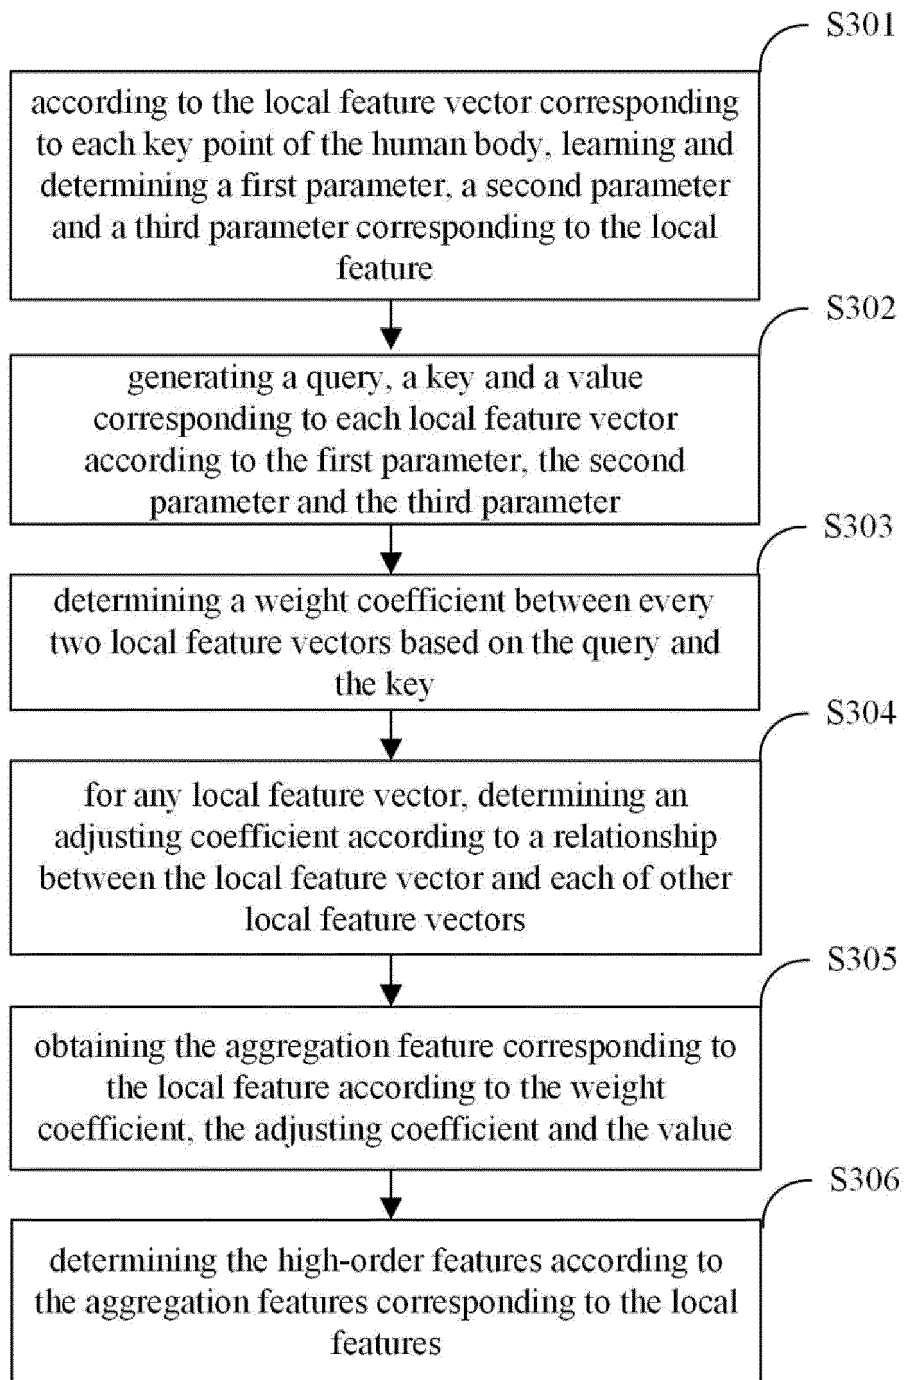 S301
according to the local feature vector corresponding
to each key point of the human body, learning and
determining a first parameter, a second parameter
and a third parameter corresponding to the local
feature
S302
generating a query, a key and a value
corresponding to each local feature vector
according to the first parameter, the second
parameter and the third parameter
S303
determining a weight coefficient between every
two local feature vectors based on the query and
the key
S304
for any local feature vector, determining an
adjusting coefficient according to a relationship
between the local feature vector and each of other
local feature vectors
S305
obtaining the aggregation feature corresponding to
the local feature according to the weight
coefficient, the adjusting coefficient and the value
S306
determining the high-order features according to
the aggregation features corresponding to the local
features